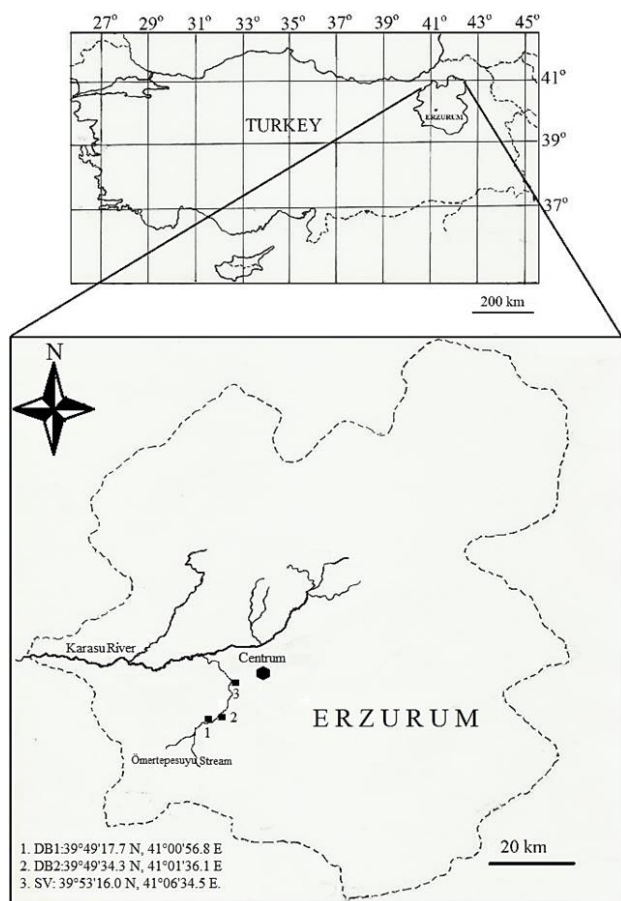 27° 29° 31° 33° 35° 37° 39° 41° 43° 45°
41°
ERZURUM
TURKEY
39°
37°
200 km
N
Karasu River
Centrum
3
ERZURUM
1 2
Ömertepesuyu Stream
1. DB1:39°49'17.7 N, 41°00'56.8 E
2. DB2:39°49'34.3 N, 41°01'36.1 E
3. SV: 39°53'16.0 N, 41°06'34.5 E.
20 km